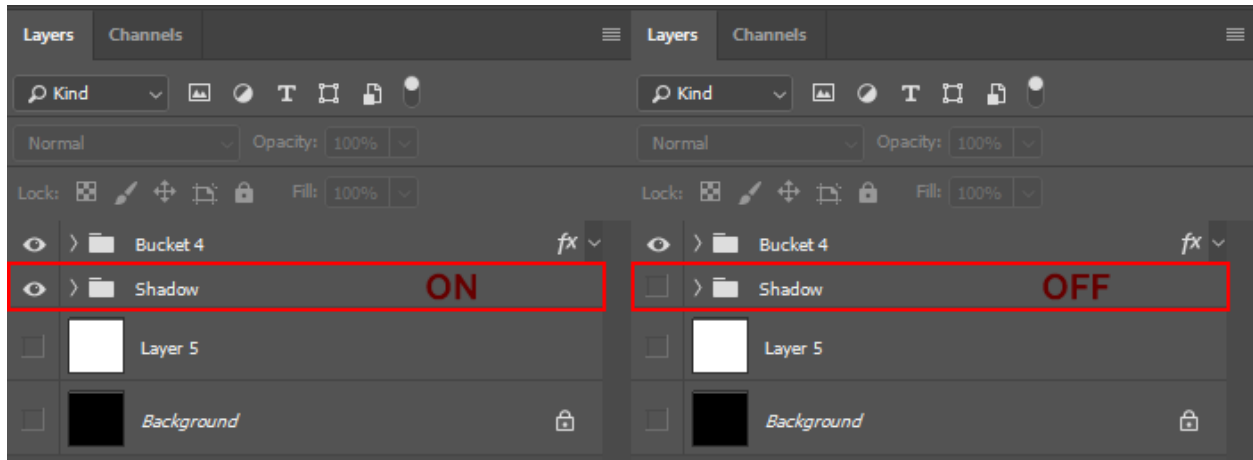 Layers Channels
Kind
Normal Opacity: 100%
Lock: Fill: 100%
Bucket 4 fx
Shadow ON
Layer 5
Background
Layers Channels
Kind
Normal Opacity: 100%
Lock: Fill: 100%
Bucket 4 fx
Shadow OFF
Layer 5
Background